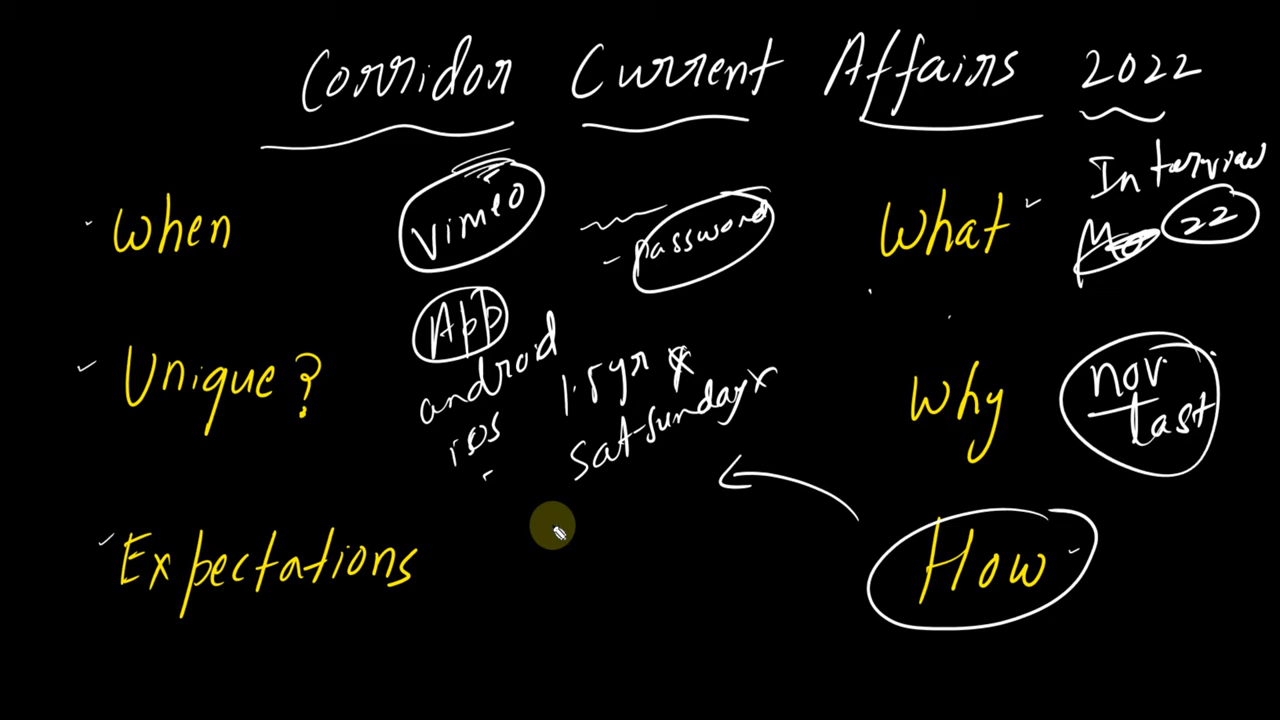 Corridor Current Affairs 2022
When
Vimeo
password
What
Interview
22
Unique?
App
android
ios
1.5yr x
Sat-Sunday x
Why
nov
last
Expectations
How